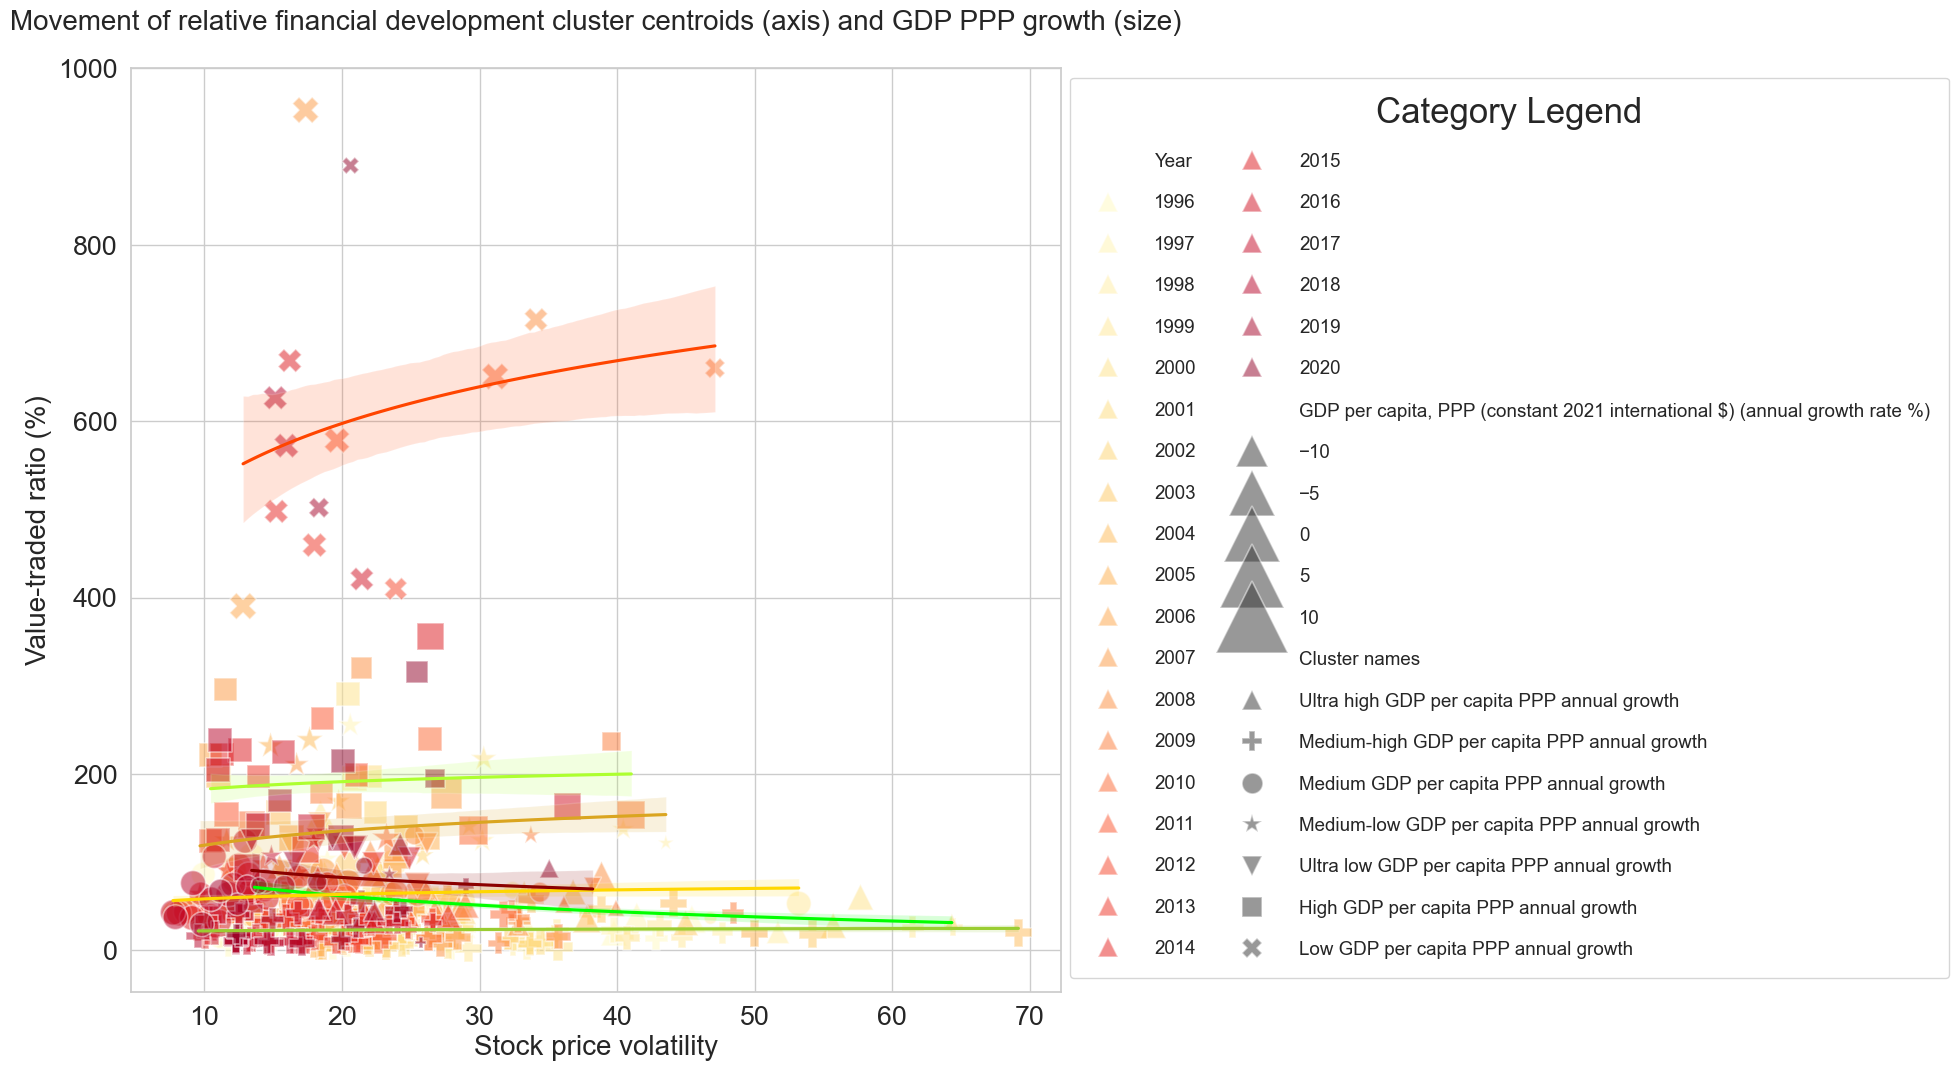 Movement of relative financial development cluster centroids (axis) and GDP PPP growth (size)
1000
800
600
400
200
0
Value-traded ratio (%)
10 20 30 40 50 60 70
Stock price volatility
Category Legend
Year
1996
1997
1998
1999
2000
2001
2002
2003
2004
2005
2006
2007
2008
2009
2010
2011
2012
2013
2014
2015
2016
2017
2018
2019
2020
GDP per capita, PPP (constant 2021 international $) (annual growth rate %)
−10
−5
0
5
10
Cluster names
Ultra high GDP per capita PPP annual growth
Medium-high GDP per capita PPP annual growth
Medium GDP per capita PPP annual growth
Medium-low GDP per capita PPP annual growth
Ultra low GDP per capita PPP annual growth
High GDP per capita PPP annual growth
Low GDP per capita PPP annual growth